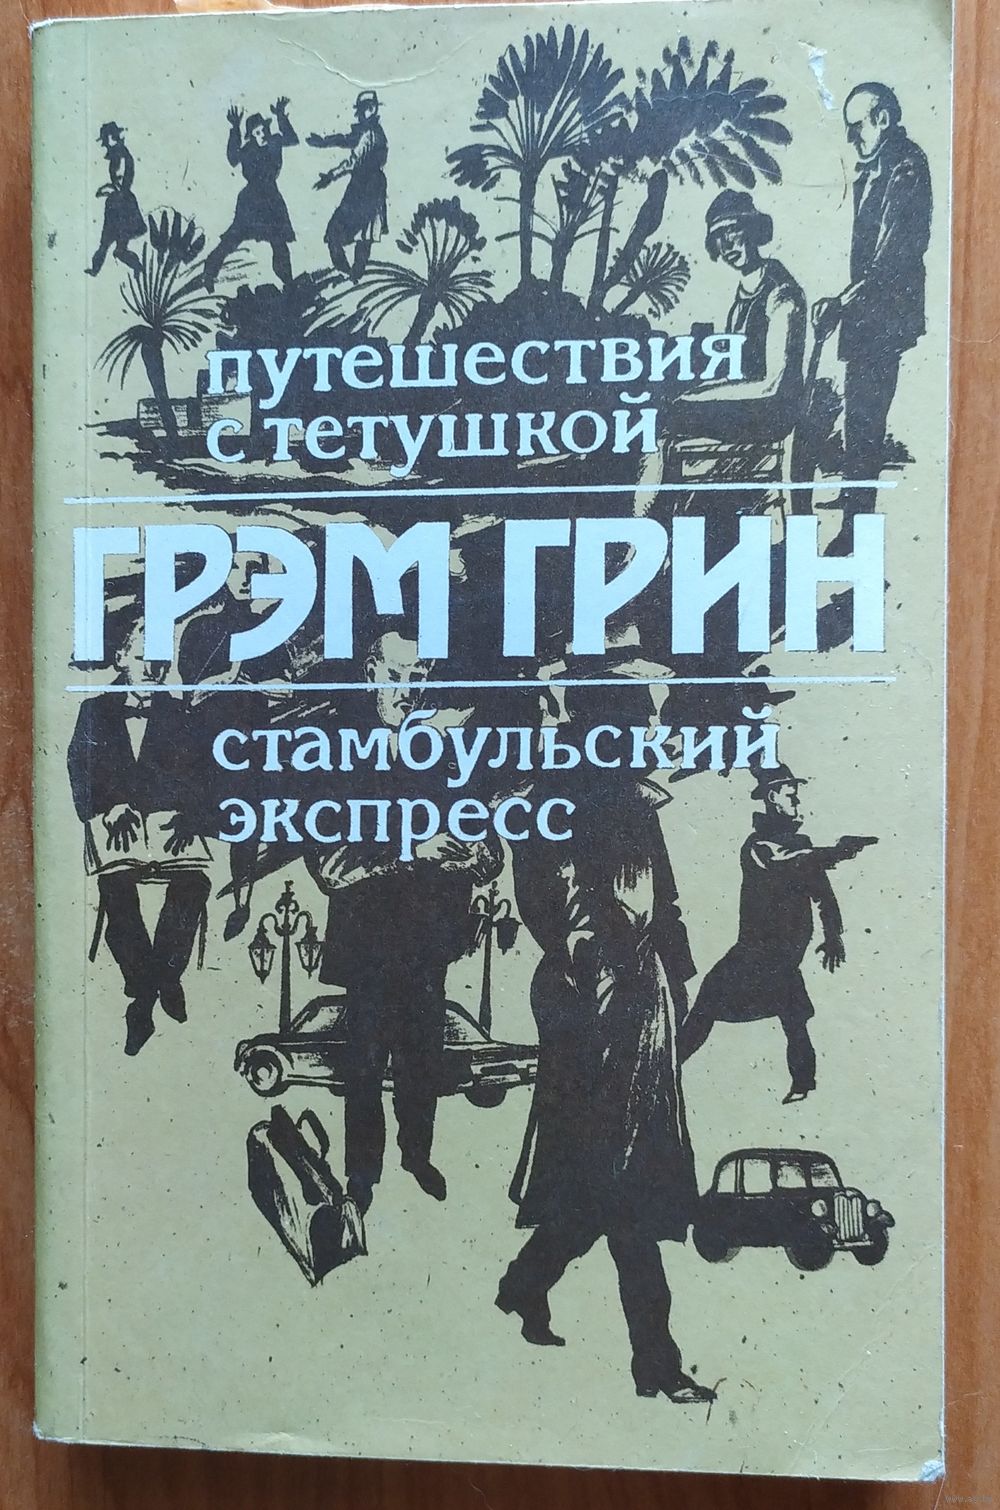 путешествия
с тетушкой
ГРЭМ ГРИН
стамбульский
экспресс